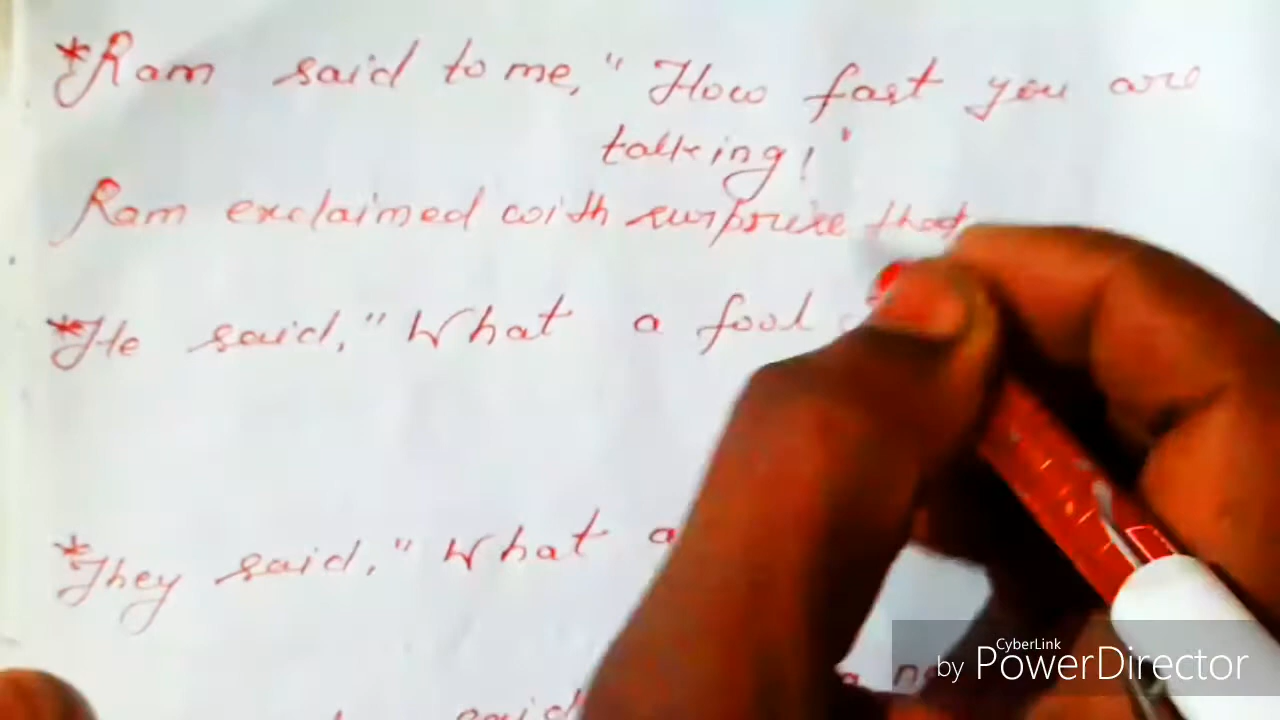 *Ram said to me, " How fast you are
talking! "
Ram exclaimed with surprise that
*He said, " What a fool
*They said, " What a
said
CyberLink
by PowerDirector